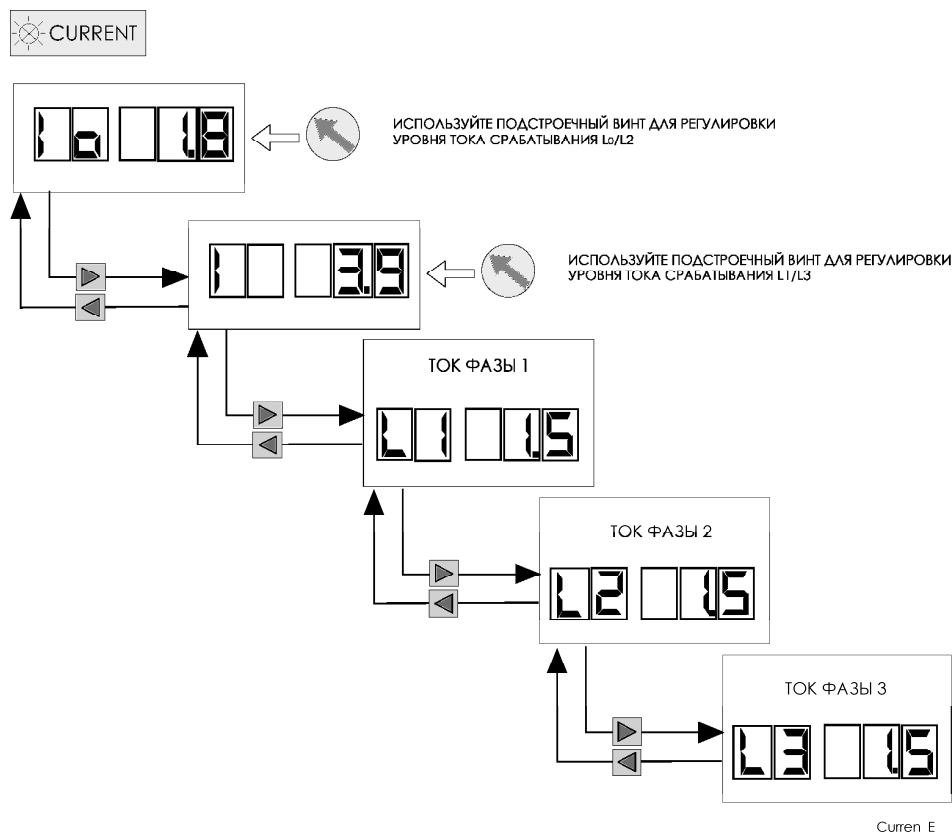 CURRENT
Io 1.8
ИСПОЛЬЗУЙТЕ ПОДСТРОЕЧНЫЙ ВИНТ ДЛЯ РЕГУЛИРОВКИ
УРОВНЯ ТОКА СРАБАТЫВАНИЯ Lo/L2
I 3.9
ИСПОЛЬЗУЙТЕ ПОДСТРОЕЧНЫЙ ВИНТ ДЛЯ РЕГУЛИРОВКИ
УРОВНЯ ТОКА СРАБАТЫВАНИЯ L1/L3
ТОК ФАЗЫ 1
L1 1.5
ТОК ФАЗЫ 2
L2 1.5
ТОК ФАЗЫ 3
L3 1.5
Curren E